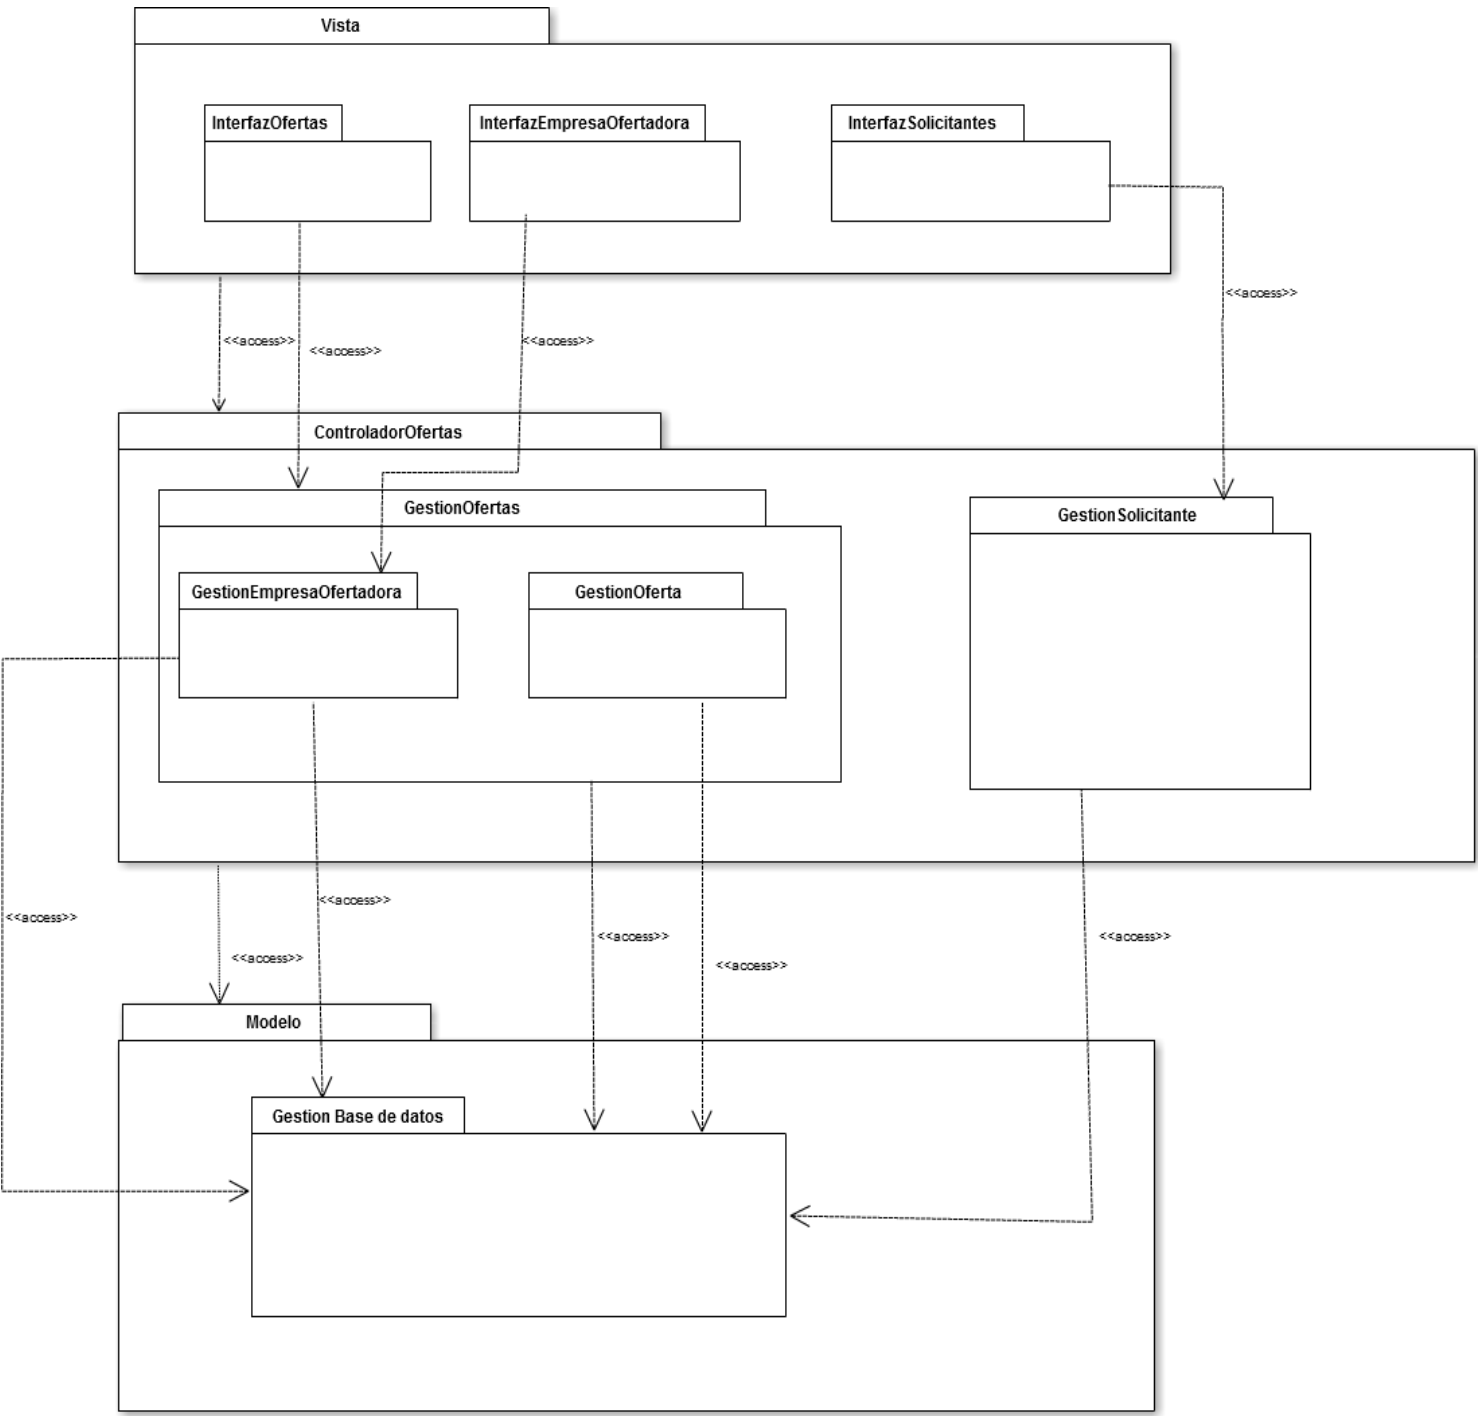 Vista
InterfazOfertas
InterfazEmpresaOfertadora
InterfazSolicitantes
<<access>>
<<access>>
<<access>>
<<access>>
ControladorOfertas
GestionOfertas
GestionSolicitante
GestionEmpresaOfertadora
GestionOferta
<<access>>
<<access>>
<<access>>
<<access>>
<<access>>
<<access>>
Modelo
Gestion Base de datos